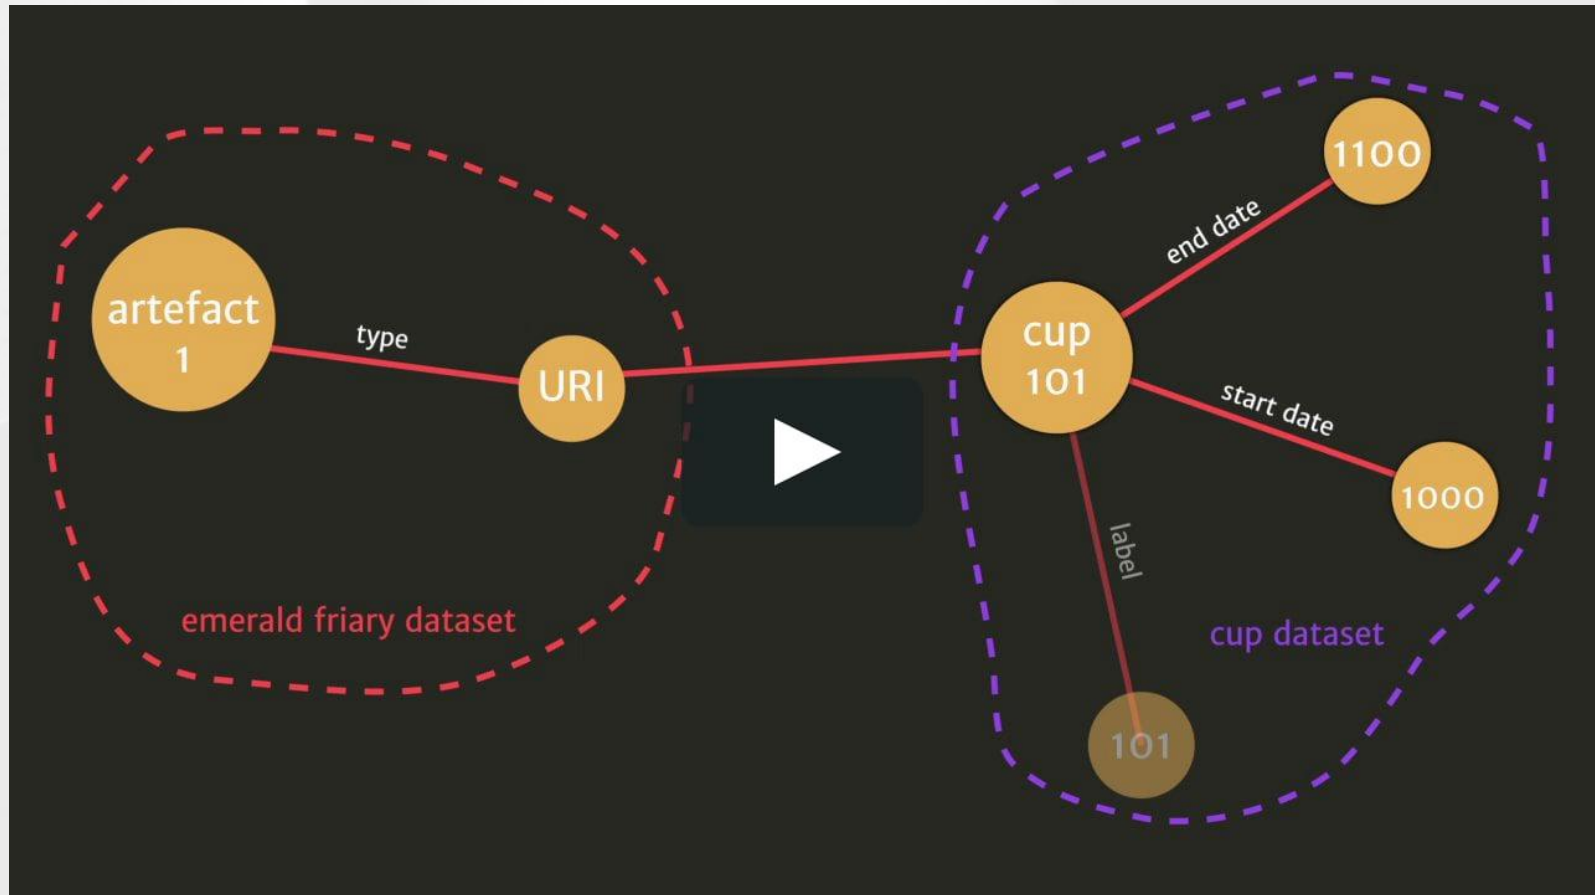 artefact
1
type
URI
emerald friary dataset
cup
101
end date
1100
start date
1000
label
101
cup dataset